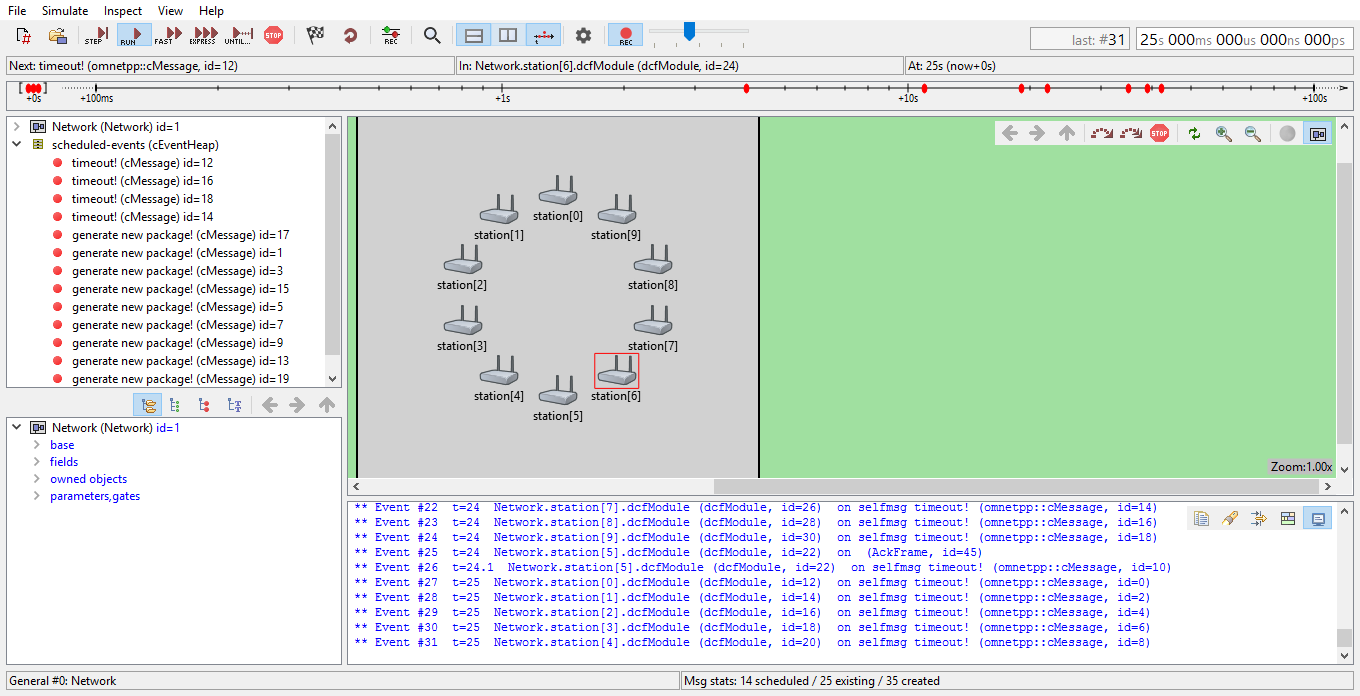 File Simulate Inspect View Help
STEP RUN FAST EXPRESS UNTIL... STOP REC REC last: #31 25s 000ms 000us 000ns 000ps
Next: timeout! (omnetpp::cMessage, id=12) In: Network.station[6].dcfModule (dcfModule, id=24) At: 25s (now+0s)
+0s +100ms +1s +10s +100s
Network (Network) id=1
scheduled-events (cEventHeap)
timeout! (cMessage) id=12
timeout! (cMessage) id=16
timeout! (cMessage) id=18
timeout! (cMessage) id=14
generate new package! (cMessage) id=17
generate new package! (cMessage) id=1
generate new package! (cMessage) id=3
generate new package! (cMessage) id=15
generate new package! (cMessage) id=5
generate new package! (cMessage) id=7
generate new package! (cMessage) id=9
generate new package! (cMessage) id=13
generate new package! (cMessage) id=19
Network (Network) id=1
base
fields
owned objects
parameters,gates
STOP
station[0]
station[1] station[9]
station[2] station[8]
station[3] station[7]
station[4] station[6]
station[5]
Zoom:1.00x
** Event #22 t=24 Network.station[7].dcfModule (dcfModule, id=26) on selfmsg timeout! (omnetpp::cMessage, id=14)
** Event #23 t=24 Network.station[8].dcfModule (dcfModule, id=28) on selfmsg timeout! (omnetpp::cMessage, id=16)
** Event #24 t=24 Network.station[9].dcfModule (dcfModule, id=30) on selfmsg timeout! (omnetpp::cMessage, id=18)
** Event #25 t=24 Network.station[5].dcfModule (dcfModule, id=22) on (AckFrame, id=45)
** Event #26 t=24.1 Network.station[5].dcfModule (dcfModule, id=22) on selfmsg timeout! (omnetpp::cMessage, id=10)
** Event #27 t=25 Network.station[0].dcfModule (dcfModule, id=12) on selfmsg timeout! (omnetpp::cMessage, id=0)
** Event #28 t=25 Network.station[1].dcfModule (dcfModule, id=14) on selfmsg timeout! (omnetpp::cMessage, id=2)
** Event #29 t=25 Network.station[2].dcfModule (dcfModule, id=16) on selfmsg timeout! (omnetpp::cMessage, id=4)
** Event #30 t=25 Network.station[3].dcfModule (dcfModule, id=18) on selfmsg timeout! (omnetpp::cMessage, id=6)
** Event #31 t=25 Network.station[4].dcfModule (dcfModule, id=20) on selfmsg timeout! (omnetpp::cMessage, id=8)
General #0: Network Msg stats: 14 scheduled / 25 existing / 35 created